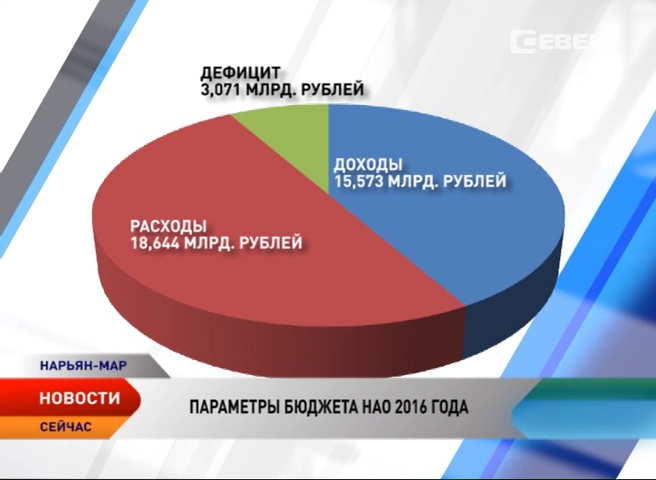 СЕВЕР
ДЕФИЦИТ
3,071 МЛРД. РУБЛЕЙ
ДОХОДЫ
15,573 МЛРД. РУБЛЕЙ
РАСХОДЫ
18,644 МЛРД. РУБЛЕЙ
НАРЬЯН-МАР
НОВОСТИ
СЕЙЧАС
ПАРАМЕТРЫ БЮДЖЕТА НАО 2016 ГОДА